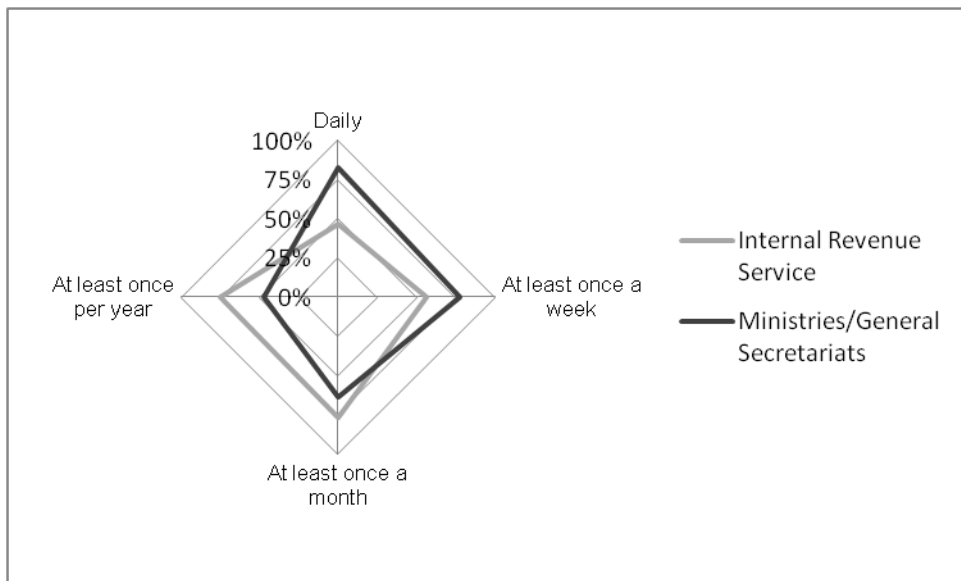 Daily
100%
75%
50%
25%
0%
At least once
per year
At least once a
week
At least once a
month
Internal Revenue
Service
Ministries/General
Secretariats